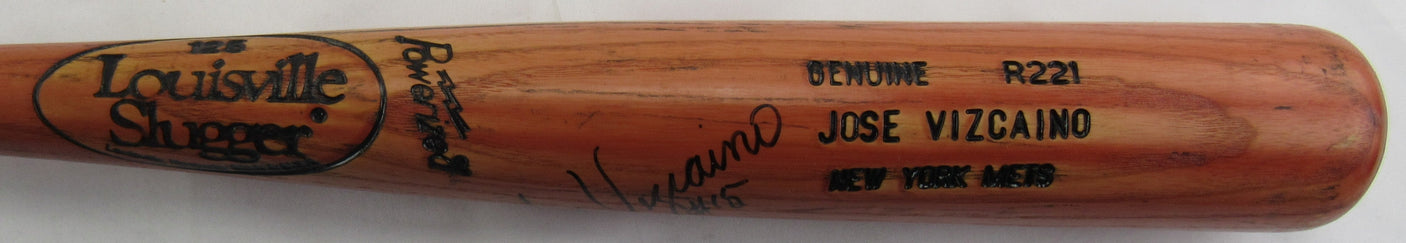 125
Louisville
Slugger®
Powerized
GENUINE R221
JOSE VIZCAINO
NEW YORK METS
Vizcaino
#15